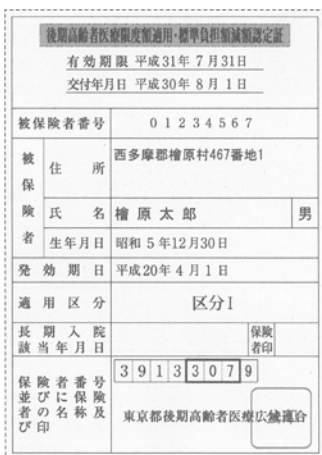 後期高齢者医療限度額適用・標準負担額減額認定証
有効期限 平成31年7月31日
交付年月日 平成30年8月1日
被保険者番号 01234567
被保険者
住所 西多摩郡檜原村467番地1
氏名 檜原太郎 男
生年月日 昭和5年12月30日
発効期日 平成20年4月1日
適用区分 区分I
長期入院該当年月日 保険者印
保険者番号並びに保険者の名称及び印
39133079
東京都後期高齢者医療広域連合